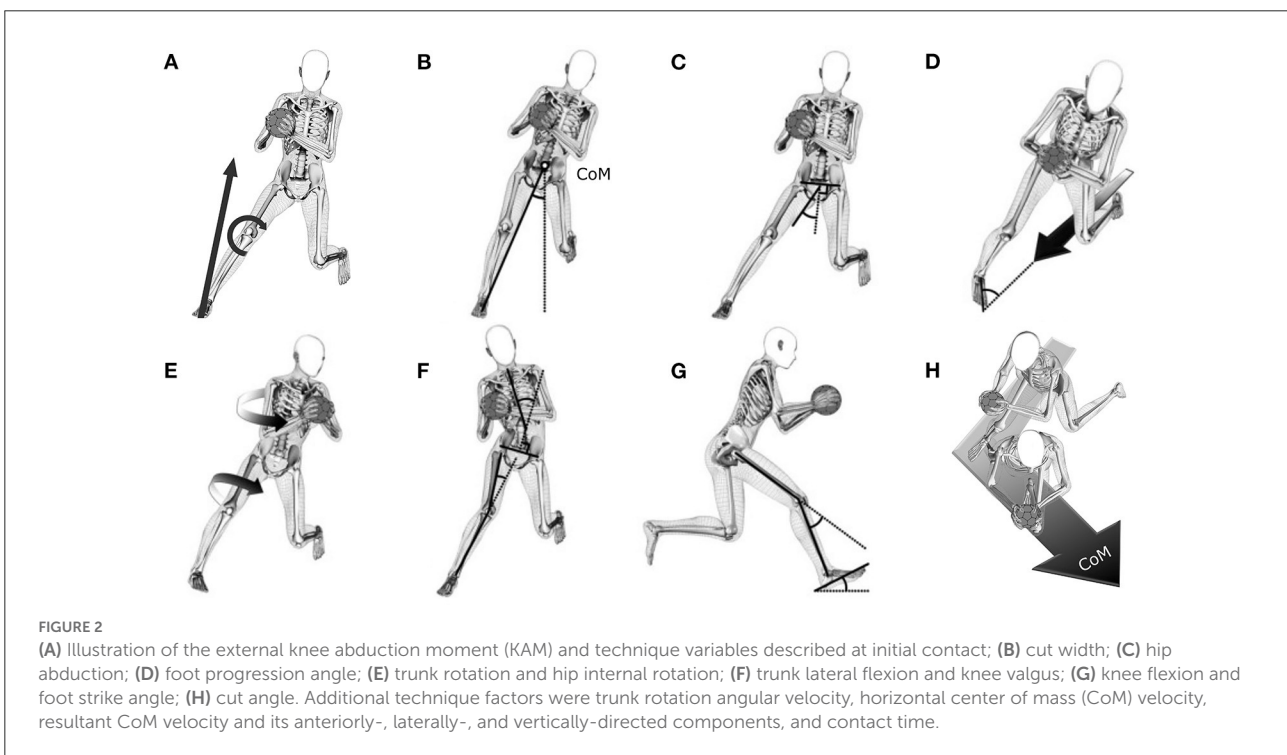 A
B
C
D
CoM
E
F
G
H
CoM
FIGURE 2
(A) Illustration of the external knee abduction moment (KAM) and technique variables described at initial contact; (B) cut width; (C) hip
abduction; (D) foot progression angle; (E) trunk rotation and hip internal rotation; (F) trunk lateral flexion and knee valgus; (G) knee flexion and
foot strike angle; (H) cut angle. Additional technique factors were trunk rotation angular velocity, horizontal center of mass (CoM) velocity,
resultant CoM velocity and its anteriorly-, laterally-, and vertically-directed components, and contact time.